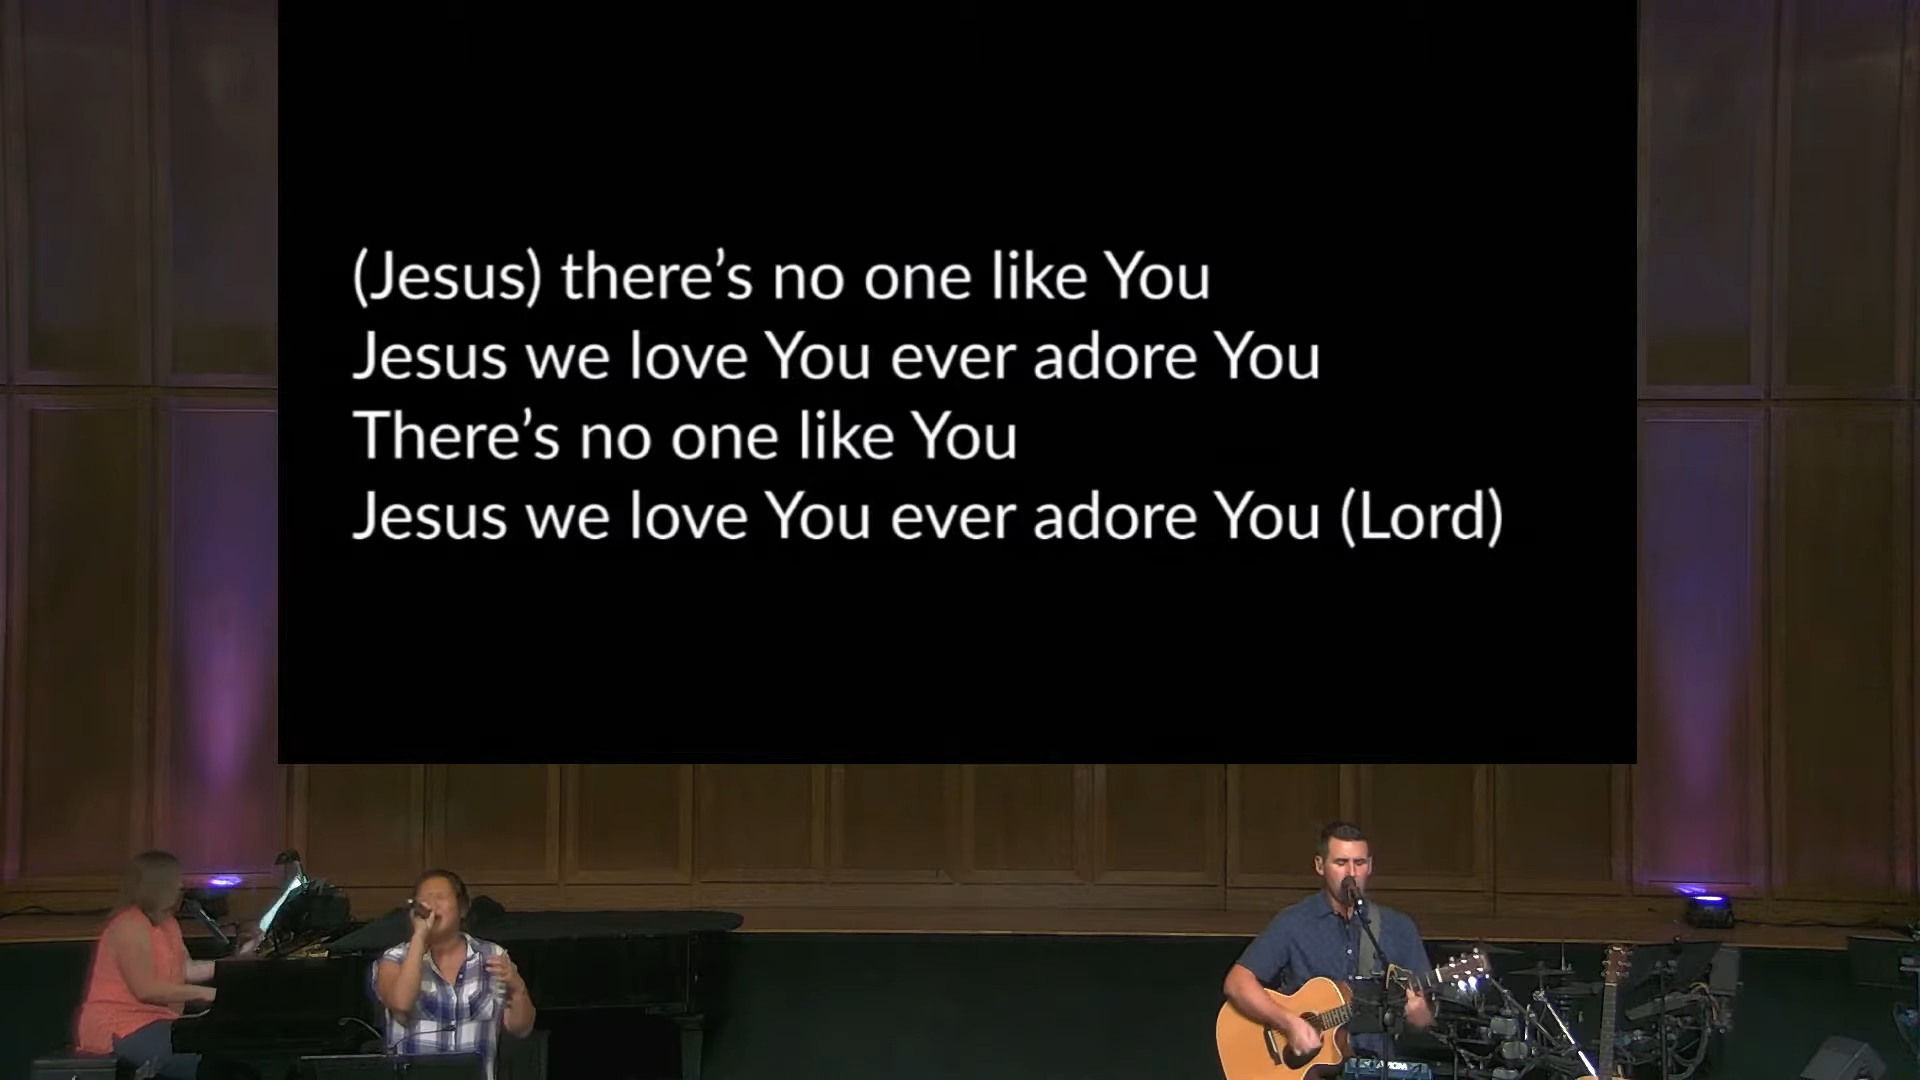 (Jesus) there’s no one like You
Jesus we love You ever adore You
There’s no one like You
Jesus we love You ever adore You (Lord)